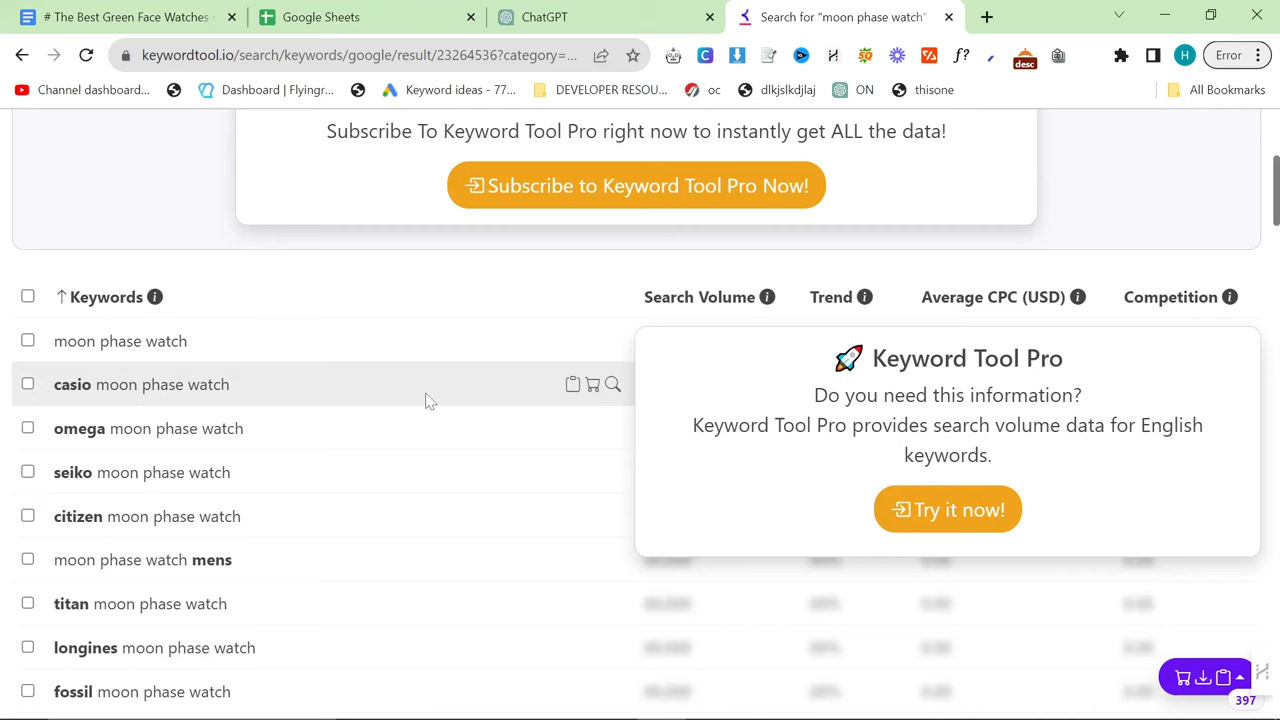 # The Best Green Face Watches
Google Sheets
ChatGPT
Search for "moon phase watch"
keywordtool.io/search/keywords/google/result/23264536?category=...
desc
Error
Channel dashboard...
Dashboard | Flyingr...
Keyword ideas - 77...
DEVELOPER RESOU...
oc
dlkjslkdjlaj
ON
thisone
All Bookmarks
Subscribe To Keyword Tool Pro right now to instantly get ALL the data!
Subscribe to Keyword Tool Pro Now!
Keywords
Search Volume
Trend
Average CPC (USD)
Competition
moon phase watch
casio moon phase watch
omega moon phase watch
seiko moon phase watch
citizen moon phase watch
moon phase watch mens
titan moon phase watch
longines moon phase watch
fossil moon phase watch
Keyword Tool Pro
Do you need this information?
Keyword Tool Pro provides search volume data for English
keywords.
Try it now!
397